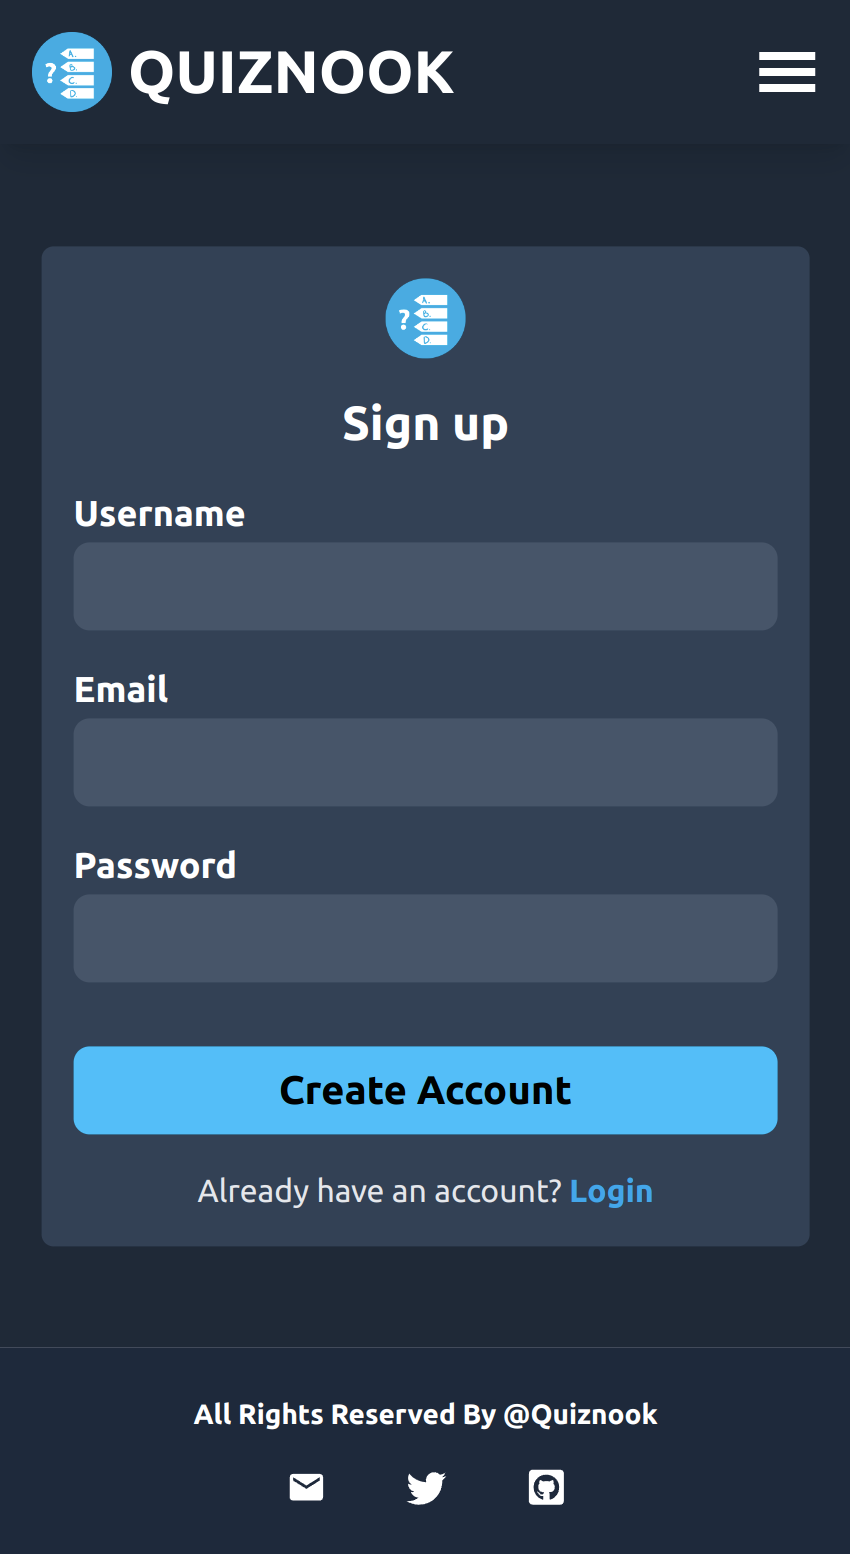 ? A. B. C. D. QUIZNOOK
? A. B. C. D.
Sign up
Username
Email
Password
Create Account
Already have an account? Login
All Rights Reserved By @Quiznook